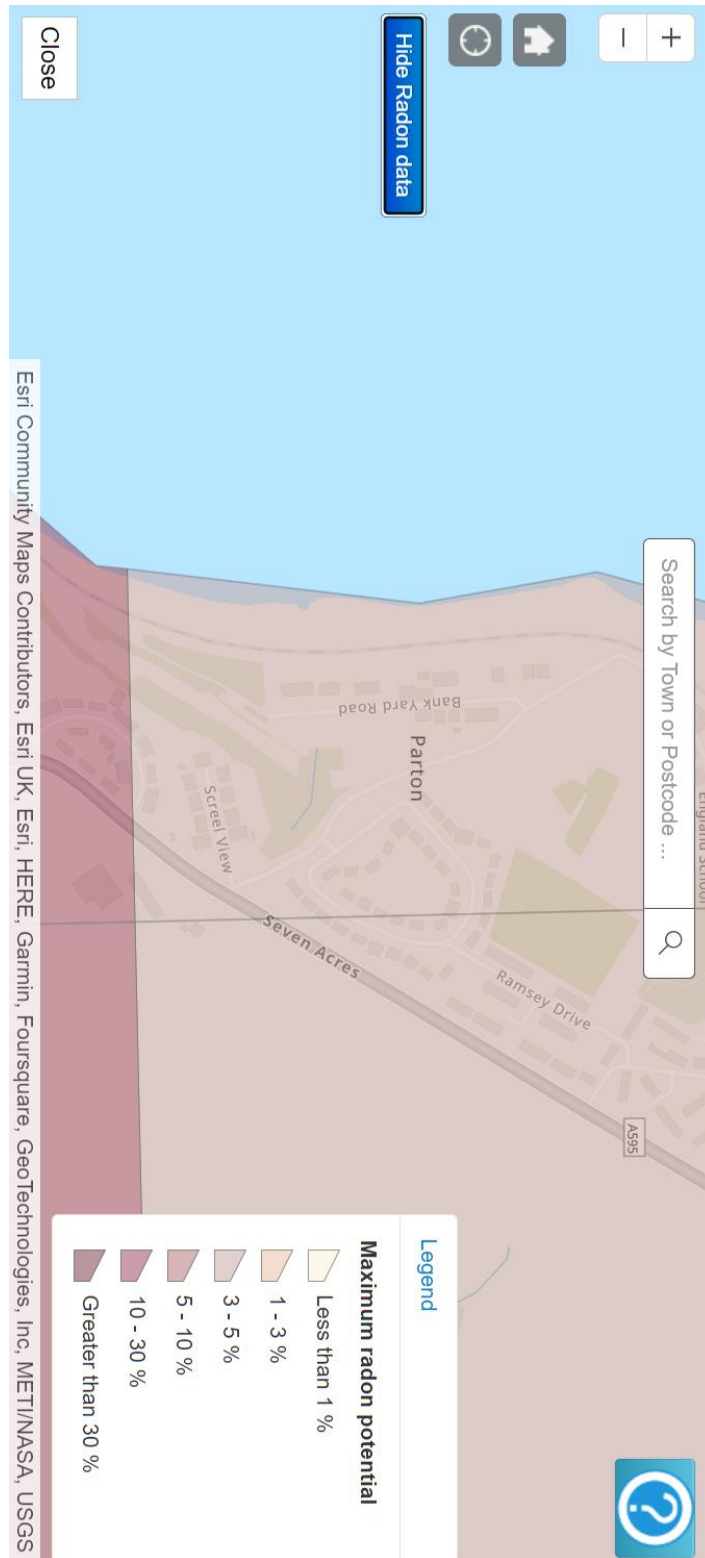 +
−
Hide Radon data
Close
Search by Town or Postcode ...
England School
Parton
Bank Yard Road
Screel View
Seven Acres
Ramsey Drive
A595
Legend
Maximum radon potential
Less than 1 %
1 - 3 %
3 - 5 %
5 - 10 %
10 - 30 %
Greater than 30 %
?
Esri Community Maps Contributors, Esri UK, Esri, HERE, Garmin, Foursquare, GeoTechnologies, Inc, METI/NASA, USGS